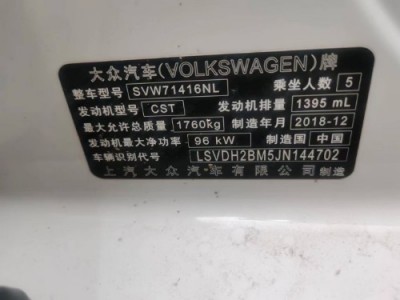 大众汽车(VOLKSWAGEN)牌
整车型号 SVW71416NL 乘坐人数 5
发动机型号 CST 发动机排量 1395 mL
最大允许总质量 1760kg 制造年月 2018-12
发动机最大净功率 96 kW 制造国 中国
车辆识别代号 LSVDH2BM5JN144702
上汽大众汽车有限公司制造